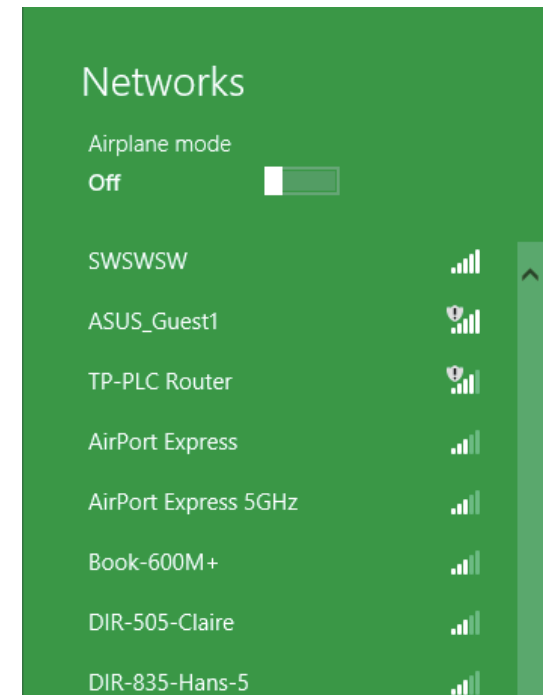 Networks
Airplane mode
Off
SWSWSW
ASUS_Guest1
TP-PLC Router
AirPort Express
AirPort Express 5GHz
Book-600M+
DIR-505-Claire
DIR-835-Hans-5